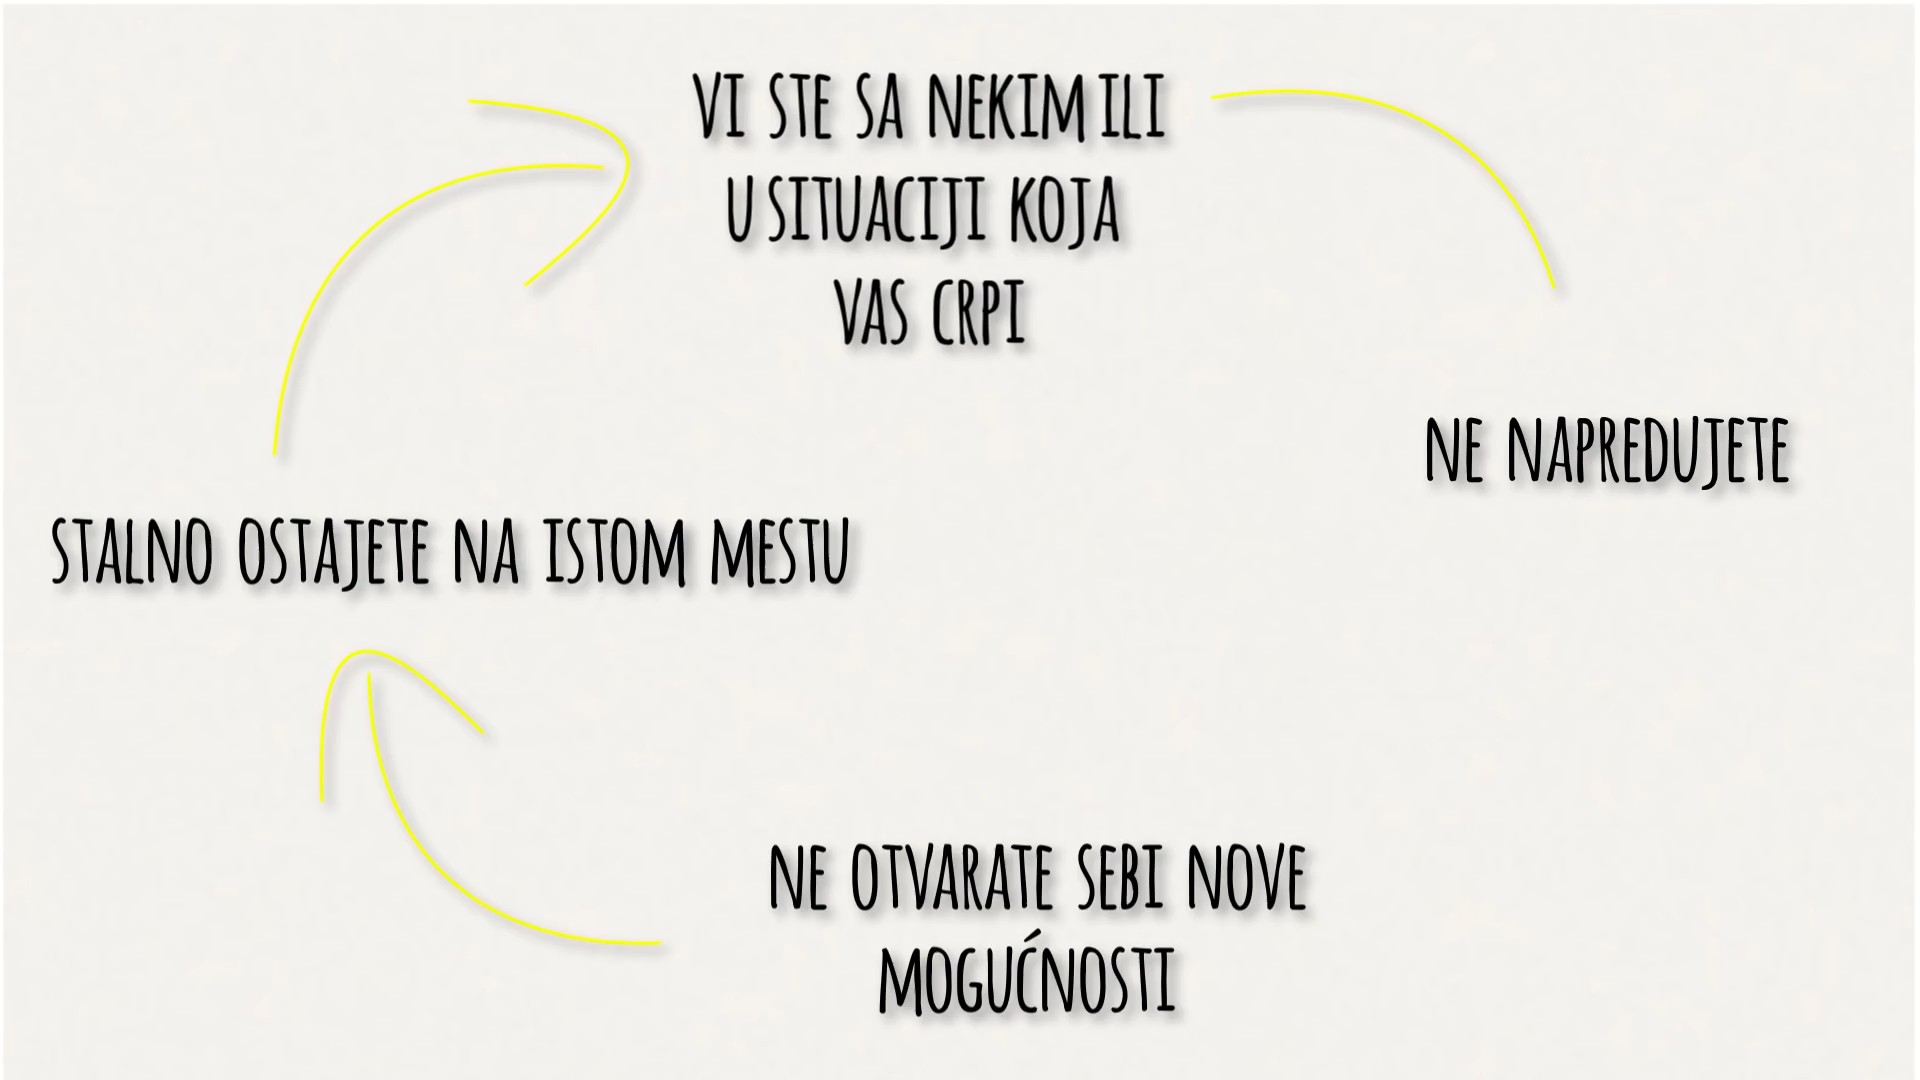 VI STE SA NEKIM ILI
U SITUACIJI KOJA
VAS CRPI
NE NAPREDUJETE
STALNO OSTAJETE NA ISTOM MESTU
NE OTVARATE SEBI NOVE
MOGUĆNOSTI